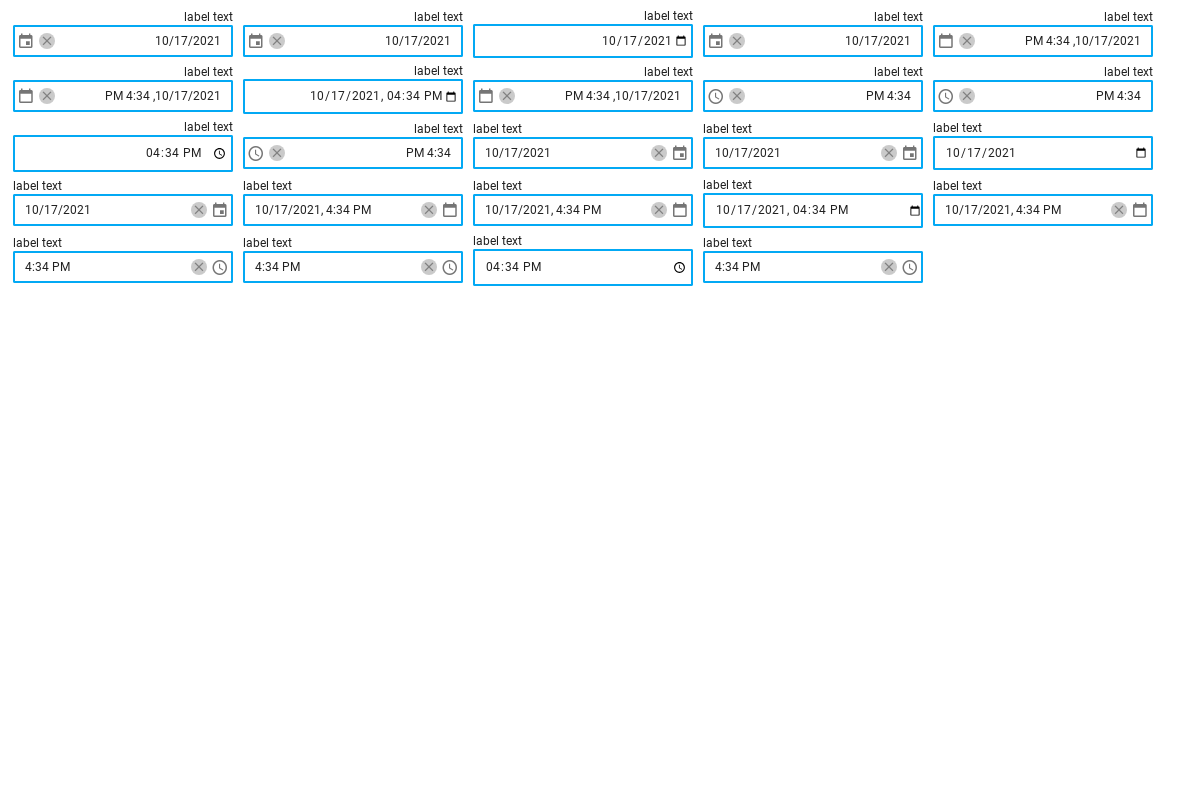 label text
label text
label text
label text
label text
10/17/2021
10/17/2021
10/17/2021
10/17/2021
PM 4:34 ,10/17/2021
label text
label text
label text
label text
label text
PM 4:34 ,10/17/2021
10/17/2021, 04:34 PM
PM 4:34 ,10/17/2021
PM 4:34
PM 4:34
label text
label text
label text
label text
label text
04:34 PM
PM 4:34
10/17/2021
10/17/2021
10/17/2021
label text
label text
label text
label text
label text
10/17/2021
10/17/2021, 4:34 PM
10/17/2021, 4:34 PM
10/17/2021, 04:34 PM
10/17/2021, 4:34 PM
label text
label text
label text
label text
4:34 PM
4:34 PM
04:34 PM
4:34 PM